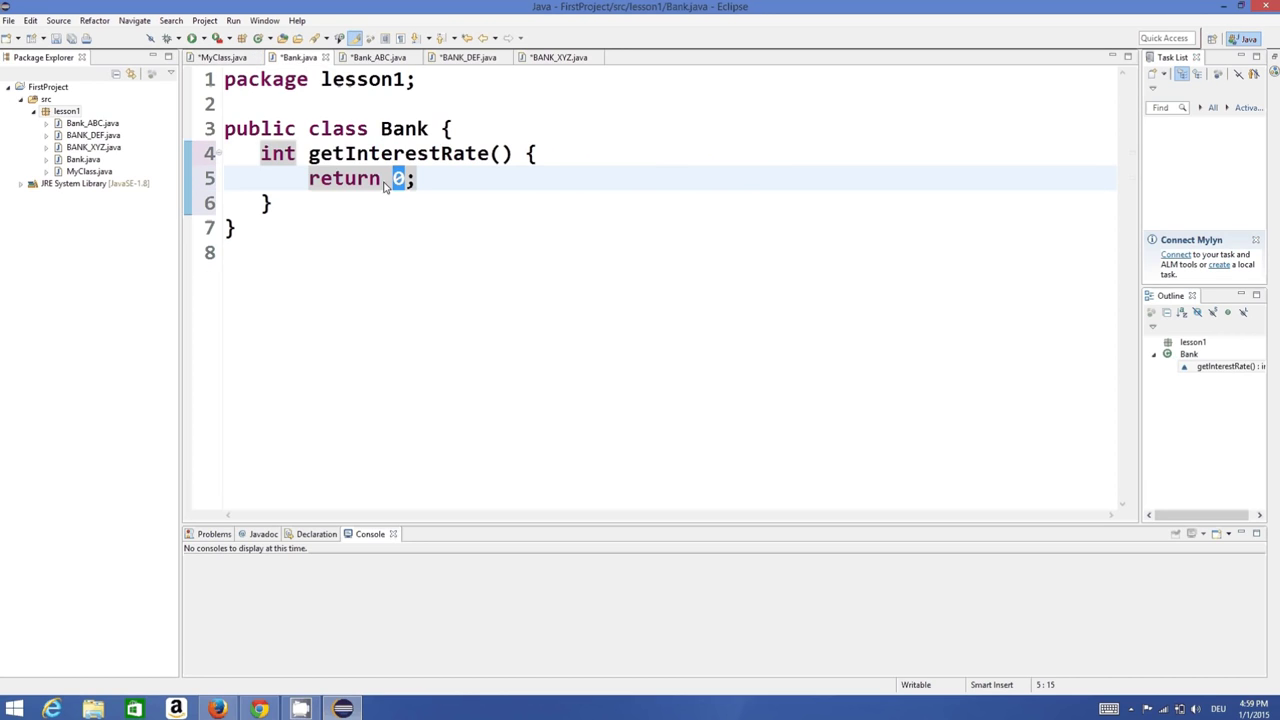 Java - FirstProject/src/lesson1/Bank.java - Eclipse
File Edit Source Refactor Navigate Search Project Run Window Help
Quick Access Java
Package Explorer
*MyClass.java *Bank.java *Bank_ABC.java *BANK_DEF.java *BANK_XYZ.java
Task List
FirstProject
src
lesson1
Bank_ABC.java
BANK_DEF.java
BANK_XYZ.java
Bank.java
MyClass.java
JRE System Library [JavaSE-1.8]
1 package lesson1;
2
3 public class Bank {
4 int getInterestRate() {
5 return 0;
6 }
7 }
8
Find All Activa...
Connect Mylyn
Connect to your task and
ALM tools or create a local
task.
Outline
lesson1
Bank
getInterestRate() : in
Problems Javadoc Declaration Console
No consoles to display at this time.
Writable Smart Insert 5 : 15
DEU 4:59 PM
1/1/2015